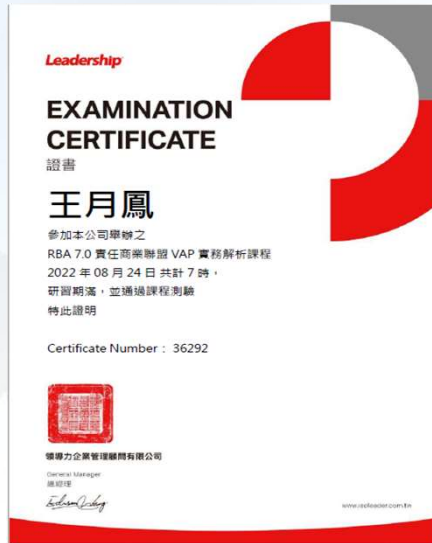 Leadership
EXAMINATION
CERTIFICATE
證書
王月鳳
參加本公司舉辦之
RBA 7.0 責任商業聯盟 VAP 實務解析課程
2022 年 08 月 24 日 共計 7 時，
研習期滿，並通過課程測驗
特此證明
Certificate Number： 36292
領導力企業管理顧問有限公司
General Manager
總經理
www.isoleader.com.tw